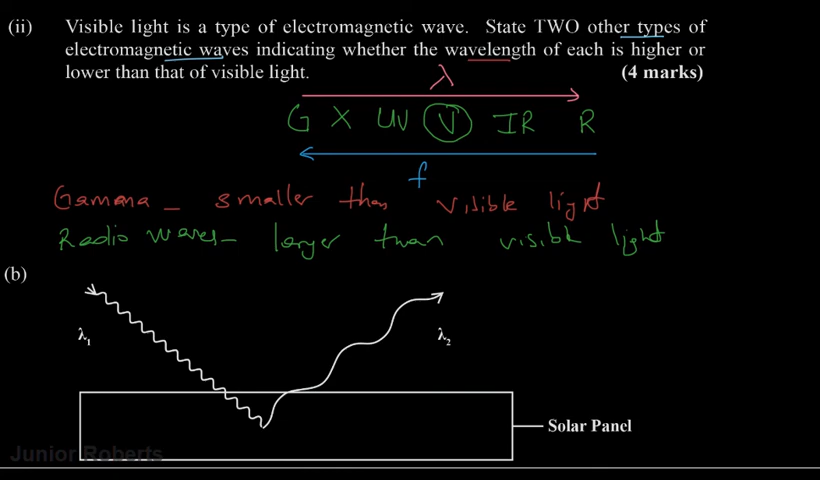 (ii) Visible light is a type of electromagnetic wave. State TWO other types of
electromagnetic waves indicating whether the wavelength of each is higher or
lower than that of visible light. (4 marks)
λ
G X UV V IR R
f
Gamma - smaller than visible light
Radio waves - larger than visible light
(b)
λ₁ λ₂
Solar Panel
Junior Roberts